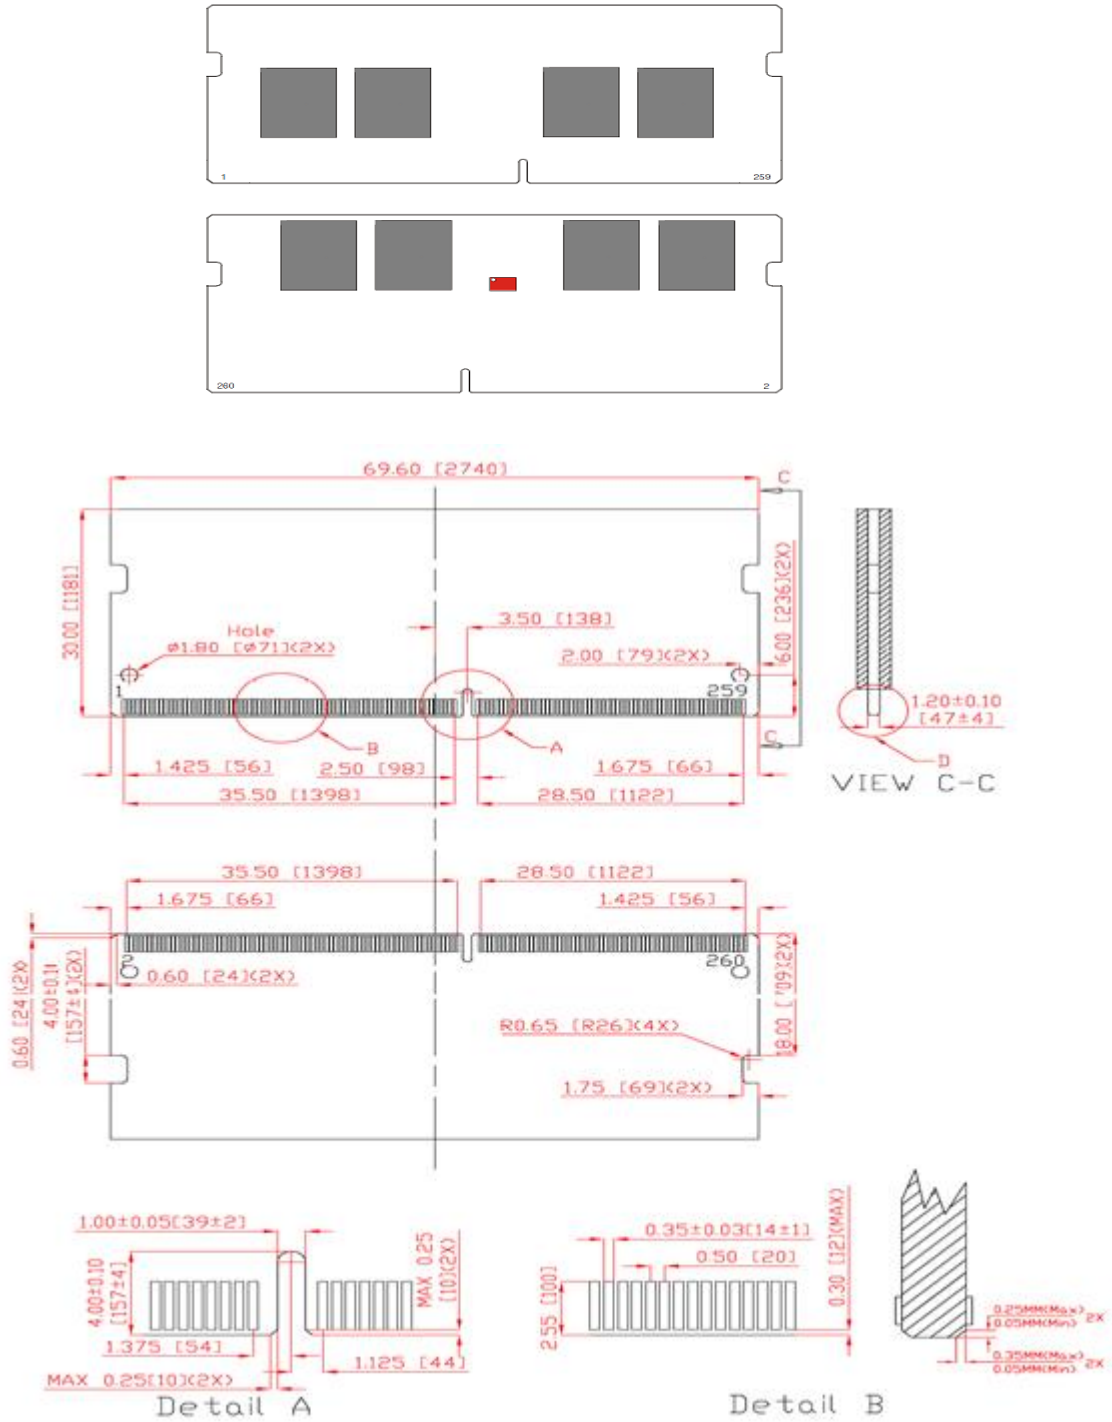 1
259
260
2
69.60 [2740]
C
30.00 [1181]
6.00 [236](2X)
3.50 [138]
Hole
ø1.80 [ø71](2X)
2.00 [79](2X)
1
259
1.20±0.10
[47±4]
B
A
C
D
1.425 [56]
2.50 [98]
1.675 [66]
VIEW C-C
35.50 [1398]
28.50 [1122]
35.50 [1398]
28.50 [1122]
1.675 [66]
1.425 [56]
2
260
0.60 [24](2X)
0.60 [24](2X)
4.00±0.10
[157±4](2X)
18.00 [709](2X)
R0.65 [R26](4X)
1.75 [69](2X)
1.00±0.05[39±2]
4.00±0.10
[157±4]
MAX 0.25
[10](2X)
1.375 [54]
1.125 [44]
MAX 0.25[10](2X)
Detail A
0.35±0.03[14±1]
0.50 [20]
0.30 [12](MAX)
2.55 [100]
Detail B
0.25MM(Max)
0.05MM(Min)
2X
0.35MM(Max)
0.05MM(Min)
2X